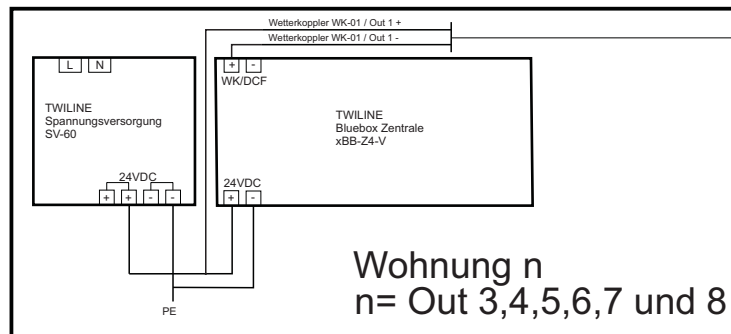 Wetterkoppler WK-01 / Out 1 +
Wetterkoppler WK-01 / Out 1 -
L N
+ -
WK/DCF
TWILINE
Spannungsversorgung
SV-60
TWILINE
Bluebox Zentrale
xBB-Z4-V
24VDC
+ + - -
24VDC
+ -
PE
Wohnung n
n= Out 3,4,5,6,7 und 8